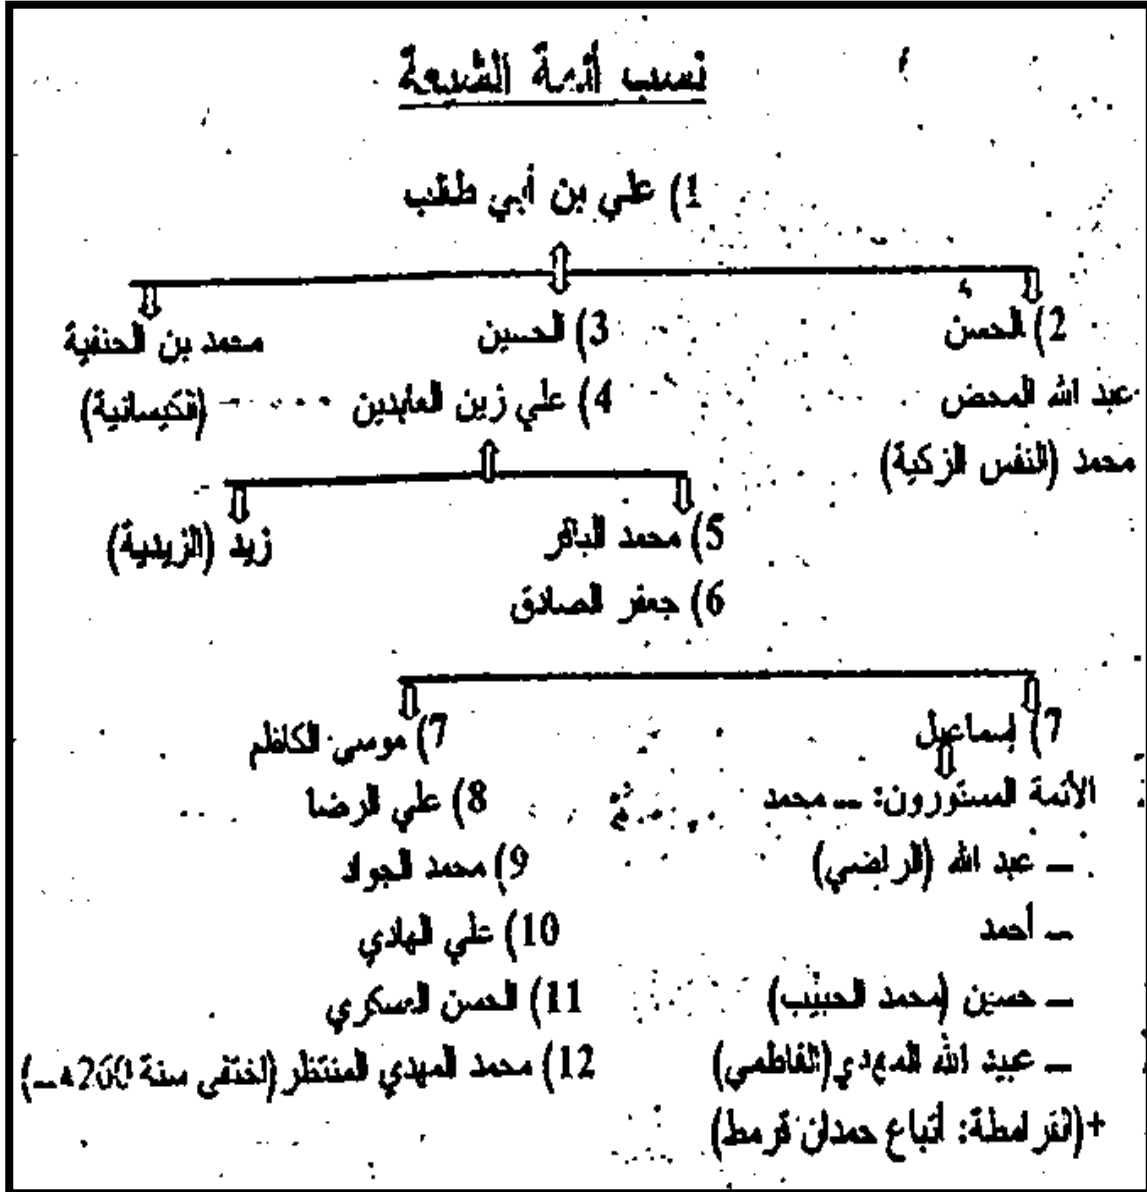 نسب أئمة الشيعة
1) علي بن أبي طالب
2) الحسن
3) الحسين
محمد بن الحنفية
عبد الله المحض
4) علي زين العابدين
(الكيسانية)
محمد (النفس الزكية)
5) محمد الباقر
زيد (الزيدية)
6) جعفر الصادق
7) إسماعيل
7) موسى الكاظم
الأئمة المستورون: – محمد
8) علي الرضا
– عبد الله (الراضي)
9) محمد الجواد
– أحمد
10) علي الهادي
– حسين (محمد الحبيب)
11) الحسن العسكري
– عبيد الله المهدي (الفاطمي)
12) محمد المهدي المنتظر (اختفى سنة 260هـ)
+(القرامطة: أتباع حمدان قرمط)